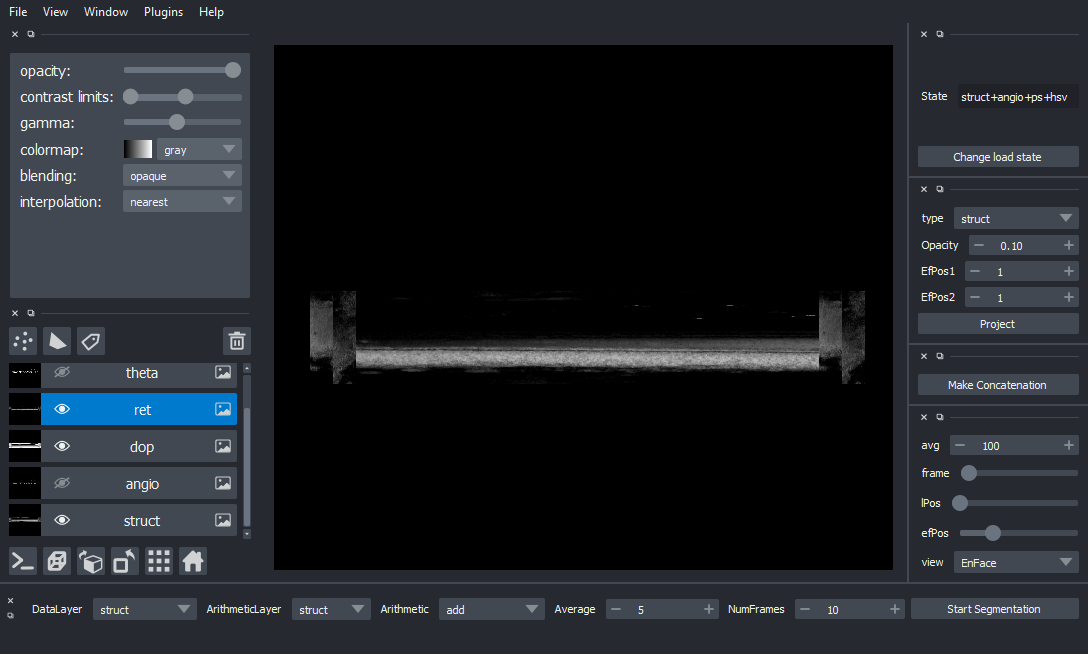 File View Window Plugins Help
opacity:
contrast limits:
gamma:
colormap: gray
blending: opaque
interpolation: nearest
theta
ret
dop
angio
struct
State struct+angio+ps+hsv
Change load state
type struct
Opacity 0.10
EfPos1 1
EfPos2 1
Project
Make Concatenation
avg 100
frame
lPos
efPos
view EnFace
DataLayer struct ArithmeticLayer struct Arithmetic add Average 5 NumFrames 10 Start Segmentation